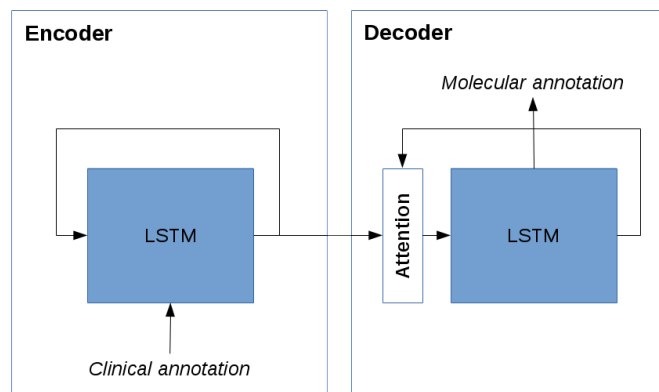 Encoder
LSTM
Clinical annotation
Decoder
Molecular annotation
Attention
LSTM